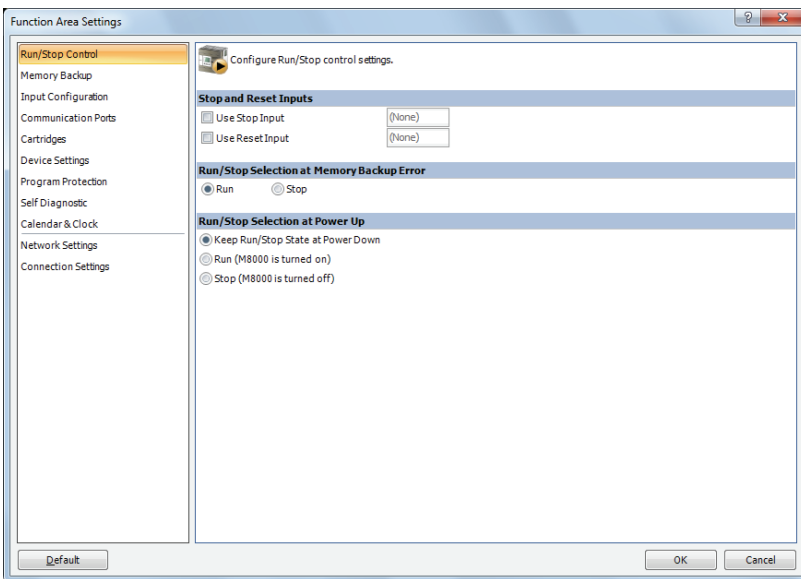 Function Area Settings
Run/Stop Control
Memory Backup
Input Configuration
Communication Ports
Cartridges
Device Settings
Program Protection
Self Diagnostic
Calendar & Clock
Network Settings
Connection Settings
Configure Run/Stop control settings.
Stop and Reset Inputs
Use Stop Input (None)
Use Reset Input (None)
Run/Stop Selection at Memory Backup Error
Run Stop
Run/Stop Selection at Power Up
Keep Run/Stop State at Power Down
Run (M8000 is turned on)
Stop (M8000 is turned off)
Default OK Cancel